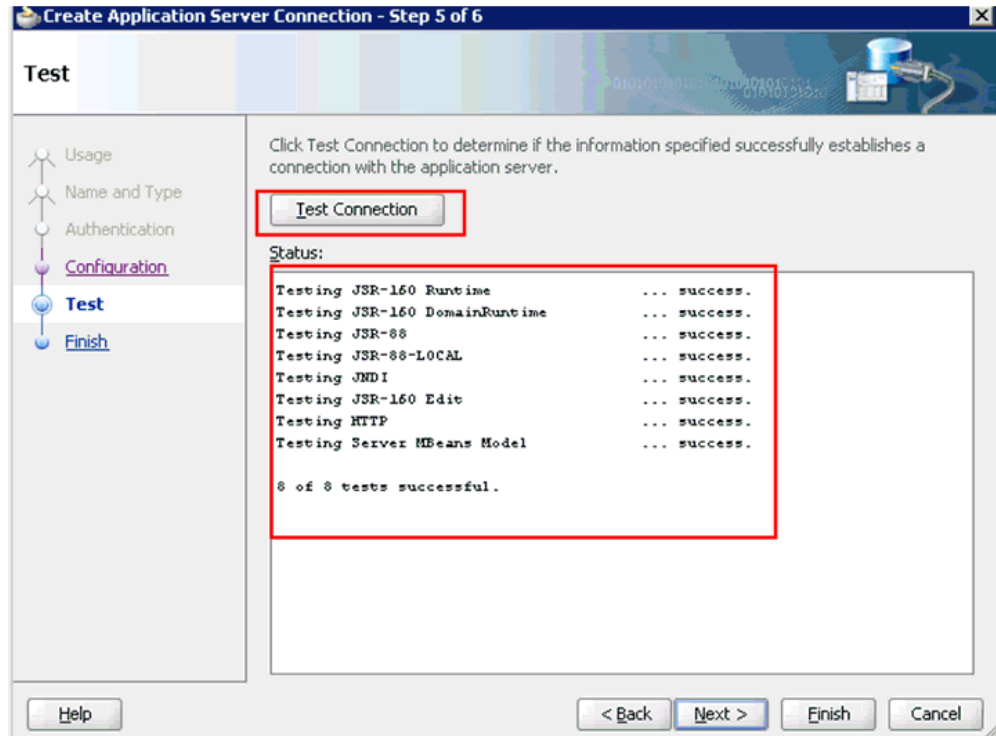 Create Application Server Connection - Step 5 of 6
Test
Usage
Name and Type
Authentication
Configuration
Test
Finish
Click Test Connection to determine if the information specified successfully establishes a
connection with the application server.
Test Connection
Status:
Testing JSR-160 Runtime ... success.
Testing JSR-160 DomainRuntime ... success.
Testing JSR-88 ... success.
Testing JSR-88-LOCAL ... success.
Testing JNDI ... success.
Testing JSR-160 Edit ... success.
Testing HTTP ... success.
Testing Server MBeans Model ... success.
8 of 8 tests successful.
Help
< Back
Next >
Finish
Cancel